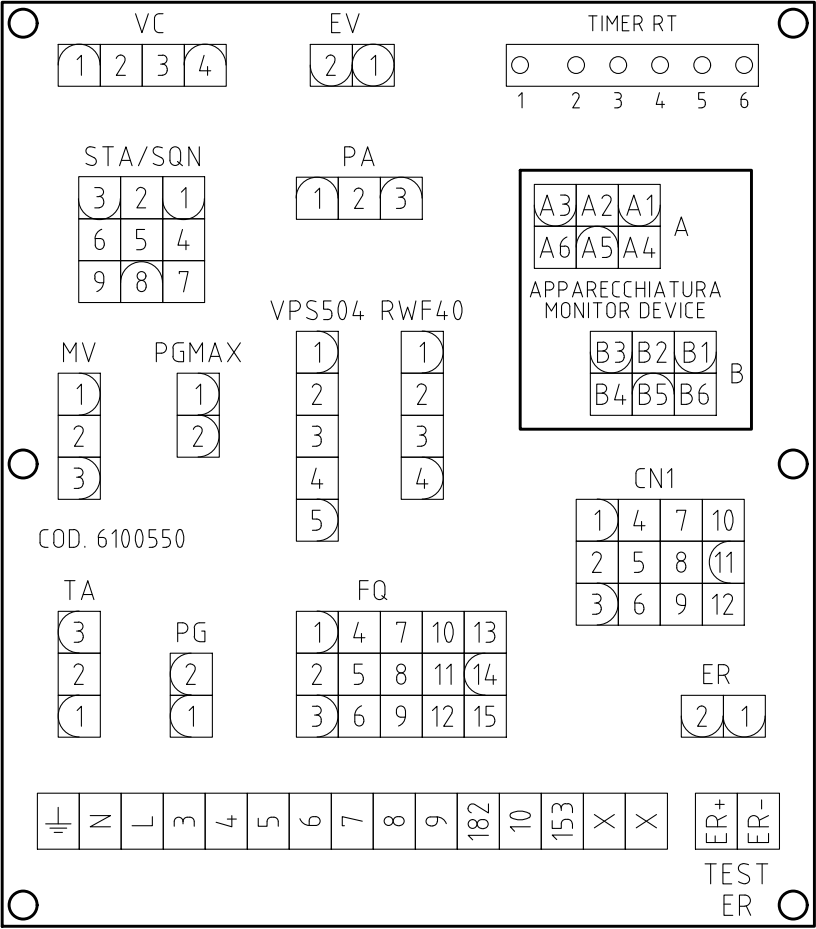 VC
1 2 3 4
EV
2 1
TIMER RT
1 2 3 4 5 6
STA/SQN
3 2 1
6 5 4
9 8 7
PA
1 2 3
A3 A2 A1
A6 A5 A4
A
APPARECCHIATURA
MONITOR DEVICE
B3 B2 B1
B4 B5 B6
B
MV
1
2
3
PGMAX
1
2
VPS504
1
2
3
4
5
RWF40
1
2
3
4
CN1
1 4 7 10
2 5 8 11
3 6 9 12
COD. 6100550
TA
3
2
1
PG
2
1
FQ
1 4 7 10 13
2 5 8 11 14
3 6 9 12 15
ER
2 1
N L 3 4 5 6 7 8 9 182 10 153 X X
ER+ ER-
TEST
ER